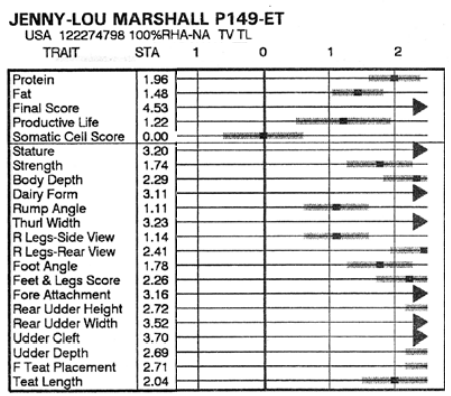 JENNY-LOU MARSHALL P149-ET
USA 122274798 100%RHA-NA TV TL
TRAIT STA 1 0 1 2
Protein 1.96
Fat 1.48
Final Score 4.53
Productive Life 1.22
Somatic Cell Score 0.00
Stature 3.20
Strength 1.74
Body Depth 2.29
Dairy Form 3.11
Rump Angle 1.11
Thurl Width 3.23
R Legs-Side View 1.14
R Legs-Rear View 2.41
Foot Angle 1.78
Feet & Legs Score 2.26
Fore Attachment 3.16
Rear Udder Height 2.72
Rear Udder Width 3.52
Udder Cleft 3.70
Udder Depth 2.69
F Teat Placement 2.71
Teat Length 2.04